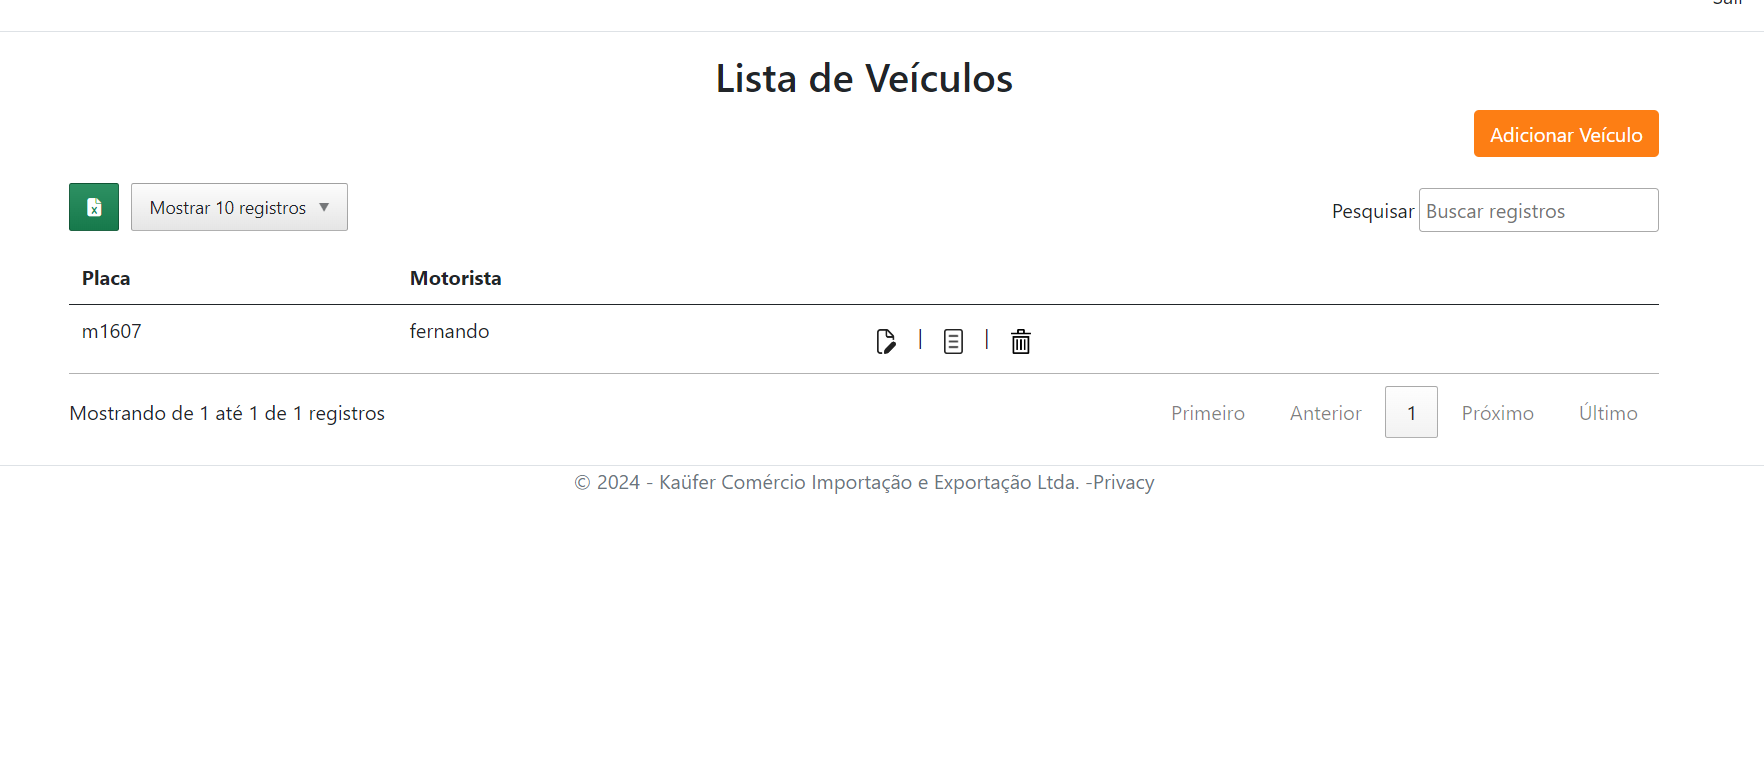 Sair
Lista de Veículos
Adicionar Veículo
Mostrar 10 registros ▼
Pesquisar Buscar registros
Placa Motorista
m1607 fernando | |
Mostrando de 1 até 1 de 1 registros Primeiro Anterior 1 Próximo Último
© 2024 - Kaüfer Comércio Importação e Exportação Ltda. -Privacy